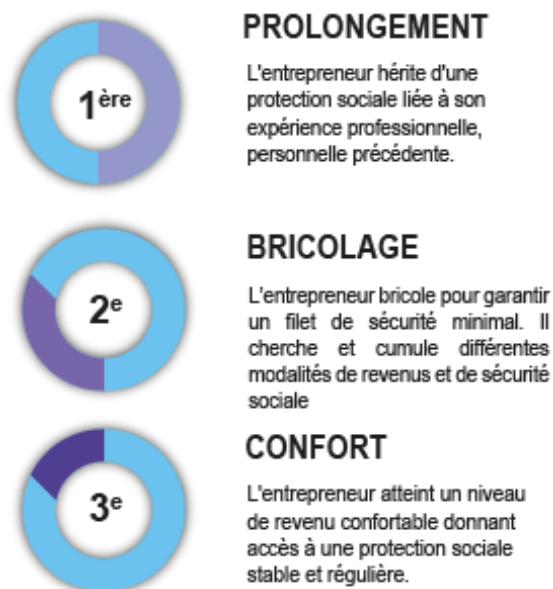 PROLONGEMENT
1ère
L'entrepreneur hérite d'une
protection sociale liée à son
expérience professionnelle,
personnelle précédente.
BRICOLAGE
2e
L'entrepreneur bricole pour garantir
un filet de sécurité minimal. Il
cherche et cumule différentes
modalités de revenus et de sécurité
sociale
CONFORT
3e
L'entrepreneur atteint un niveau
de revenu confortable donnant
accès à une protection sociale
stable et régulière.